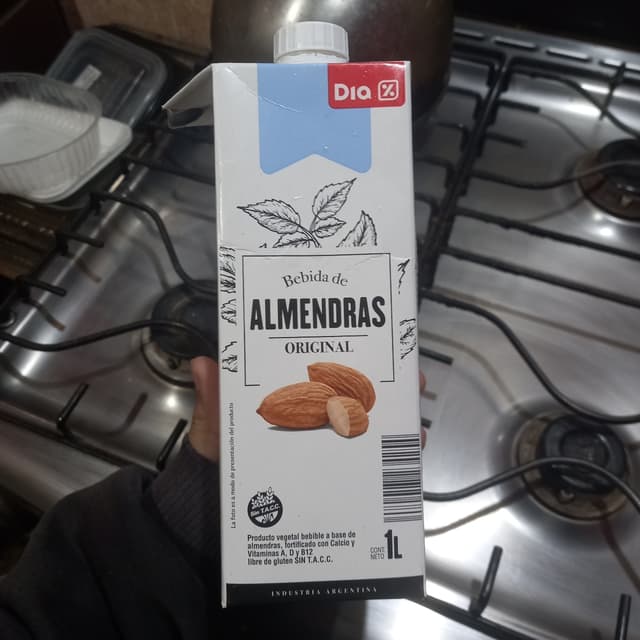 DIA %
Bebida de
ALMENDRAS
ORIGINAL
La foto es a modo de presentación del producto
Sin T.A.C.C.
Producto vegetal bebible a base de
almendras, fortificado con Calcio y
Vitaminas A, D y B12
libre de gluten SIN T.A.C.C.
CONT.
NETO
1L
INDUSTRIA ARGENTINA